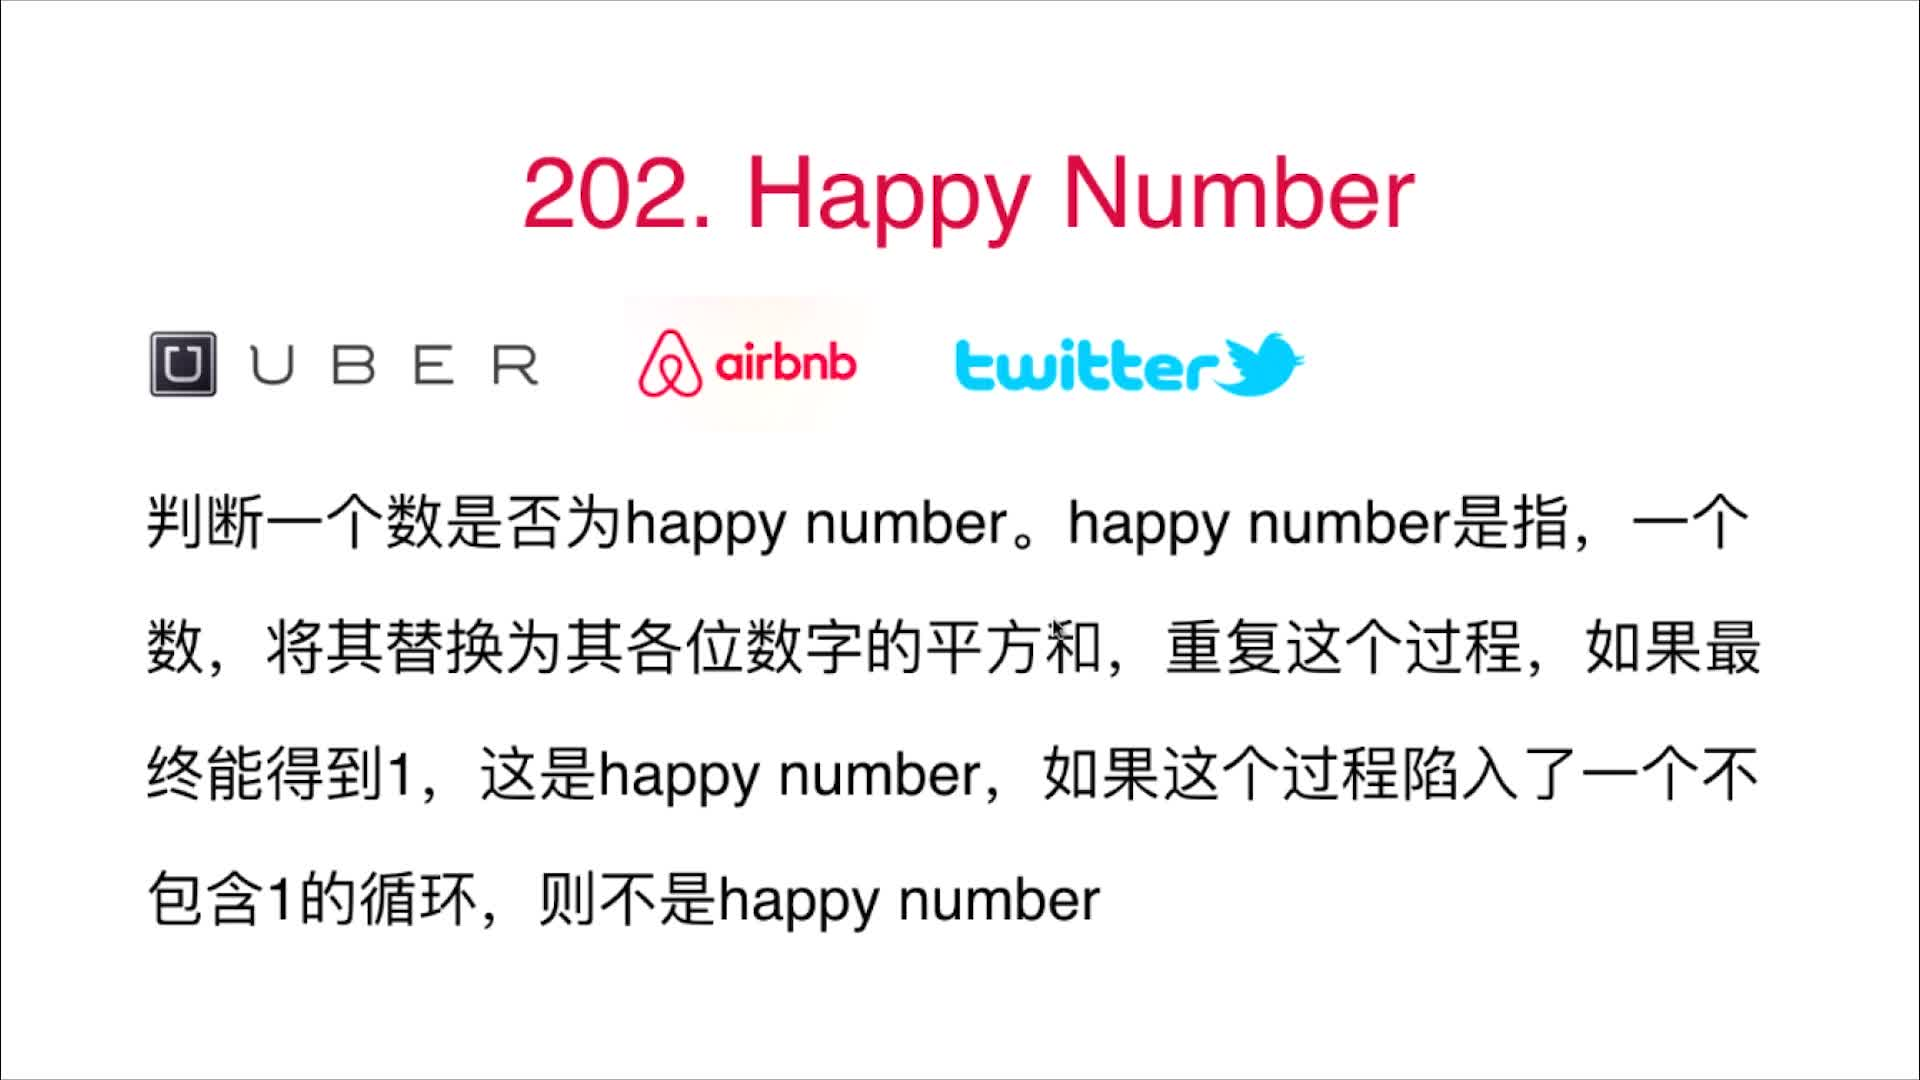 202. Happy Number
UBER airbnb twitter
判断一个数是否为happy number。happy number是指，一个
数，将其替换为其各位数字的平方和，重复这个过程，如果最
终能得到1，这是happy number，如果这个过程陷入了一个不
包含1的循环，则不是happy number